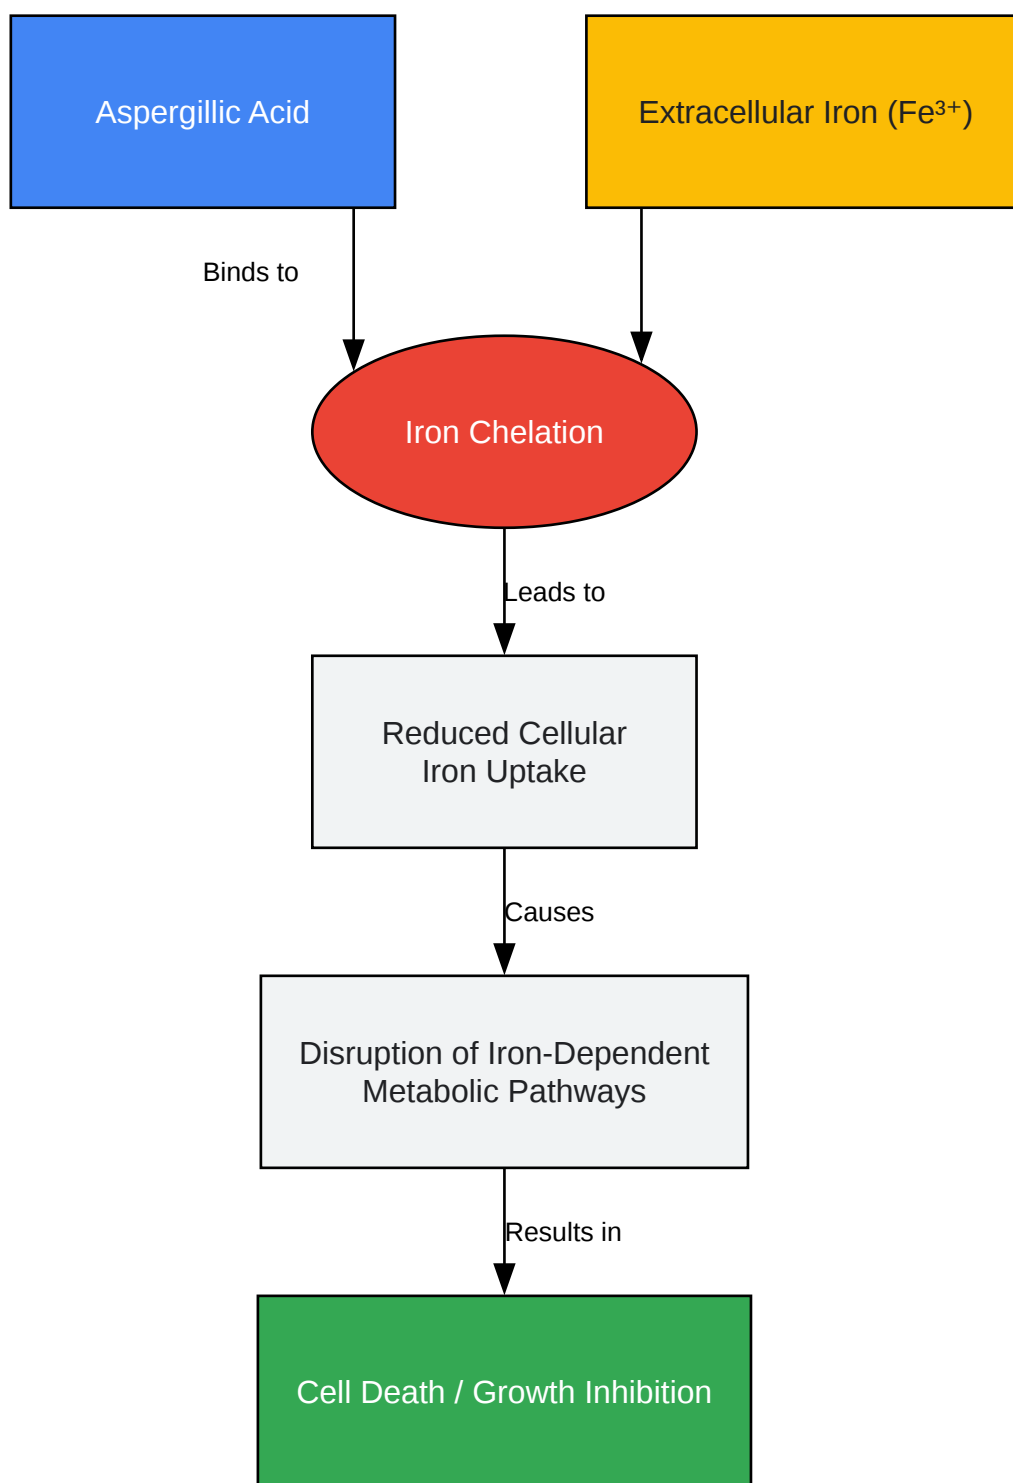 Aspergillic Acid
Extracellular Iron (Fe³⁺)
Binds to
Iron Chelation
Leads to
Reduced Cellular
Iron Uptake
Causes
Disruption of Iron-Dependent
Metabolic Pathways
Results in
Cell Death / Growth Inhibition